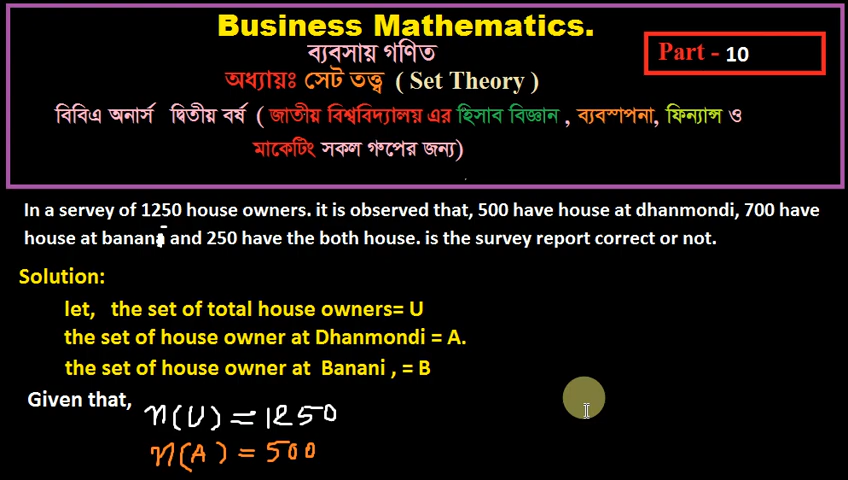 Business Mathematics.
ব্যবসায় গণিত
Part - 10
অধ্যায়ঃ সেট তত্ত্ব ( Set Theory )
বিবিএ অনার্স দ্বিতীয় বর্ষ ( জাতীয় বিশ্ববিদ্যালয় এর হিসাব বিজ্ঞান , ব্যবস্পপনা, ফিন্যান্স ও
মাকেটিং সকল গরুপের জন্য)
In a servey of 1250 house owners. it is observed that, 500 have house at dhanmondi, 700 have
house at banana and 250 have the both house. is the survey report correct or not.
Solution:
let, the set of total house owners= U
the set of house owner at Dhanmondi = A.
the set of house owner at Banani , = B
Given that,
n(U) = 1250
n(A) = 500